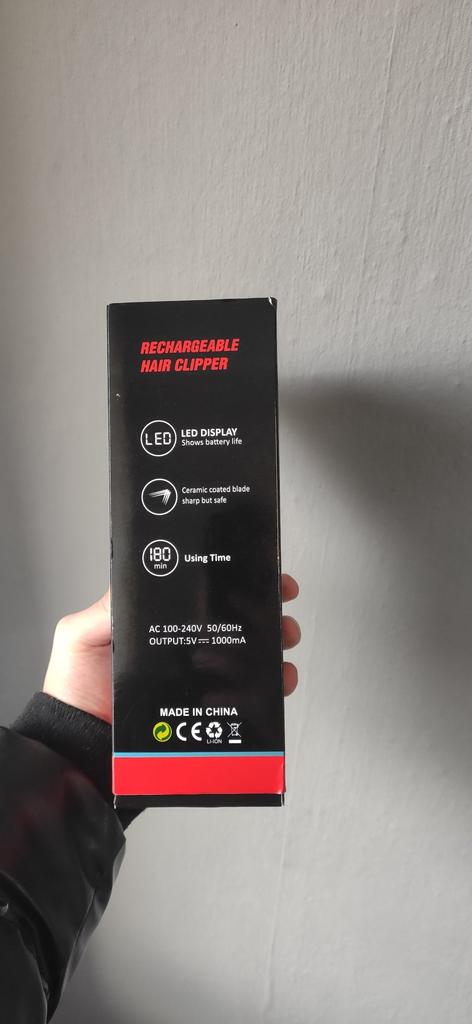 RECHARGEABLE
HAIR CLIPPER
LED
LED DISPLAY
Shows battery life
Ceramic coated blade
sharp but safe
180
min
Using Time
AC 100-240V 50/60Hz
OUTPUT:5V⎓1000mA
MADE IN CHINA
CE
LI-ION